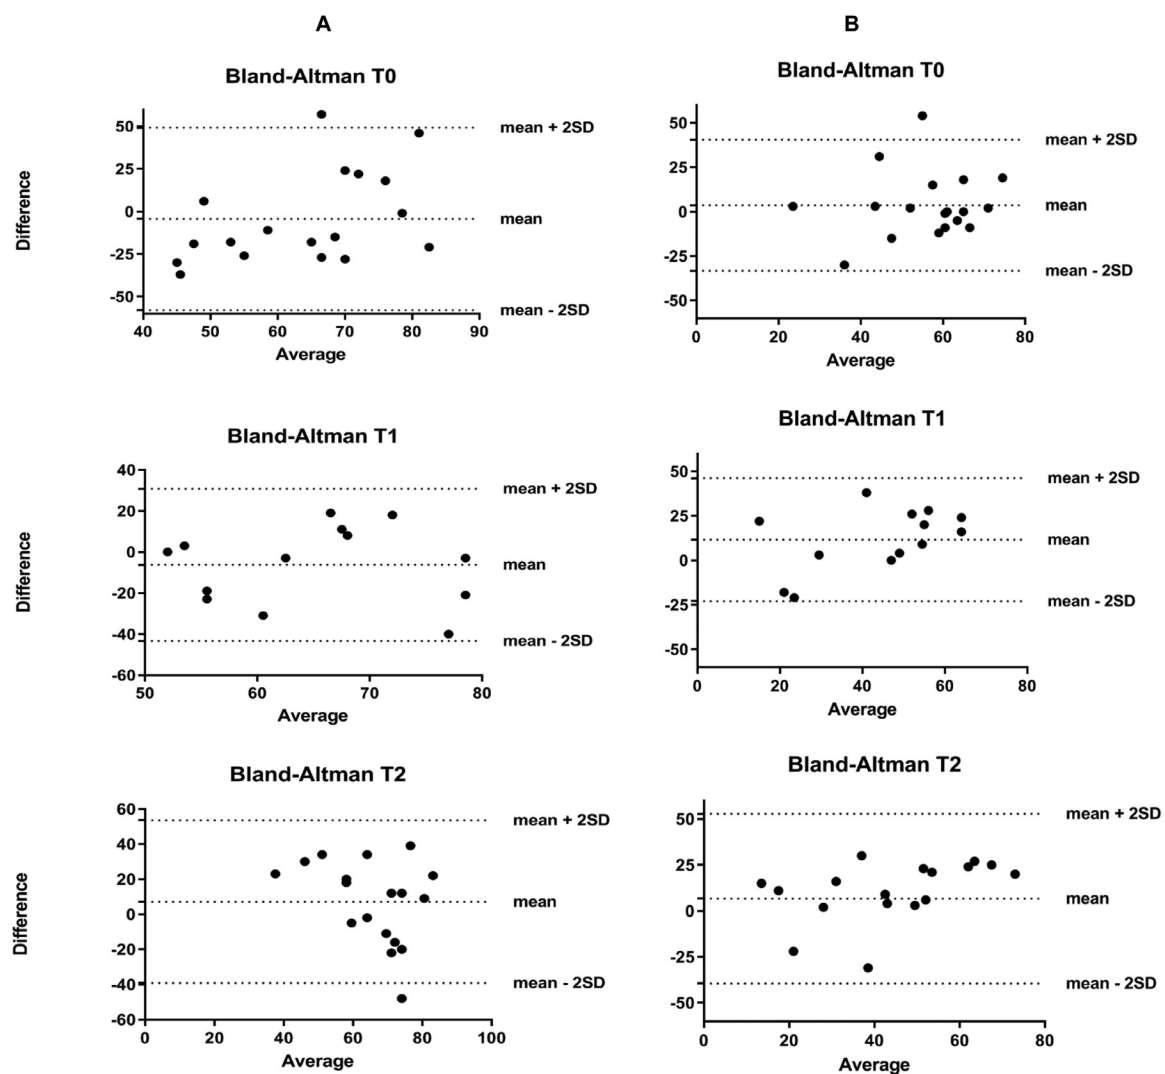 A
B
Bland-Altman T0
Difference
50
25
0
-25
-50
mean + 2SD
mean
mean - 2SD
40 50 60 70 80 90
Average
Bland-Altman T0
50
25
0
-25
-50
mean + 2SD
mean
mean - 2SD
0 20 40 60 80
Average
Bland-Altman T1
Difference
40
20
0
-20
-40
-60
mean + 2SD
mean
mean - 2SD
50 60 70 80
Average
Bland-Altman T1
50
25
0
-25
-50
mean + 2SD
mean
mean - 2SD
0 20 40 60 80
Average
Bland-Altman T2
Difference
60
40
20
0
-20
-40
-60
mean + 2SD
mean
mean - 2SD
0 20 40 60 80 100
Average
Bland-Altman T2
50
25
0
-25
-50
mean + 2SD
mean
mean - 2SD
0 20 40 60 80
Average